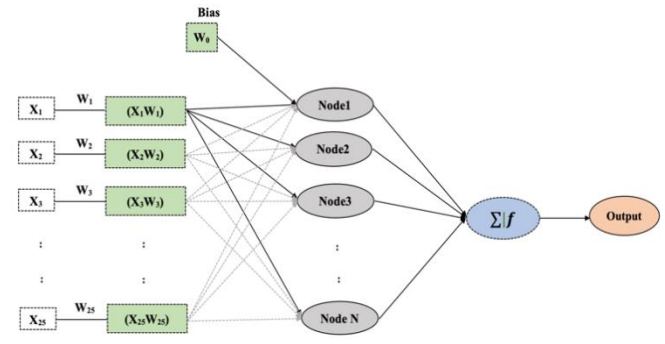 Bias
W₀
X₁ W₁ (X₁W₁) Node1
X₂ W₂ (X₂W₂) Node2
X₃ W₃ (X₃W₃) Node3
∑|f Output
: : :
: : :
X₂₅ W₂₅ (X₂₅W₂₅) Node N